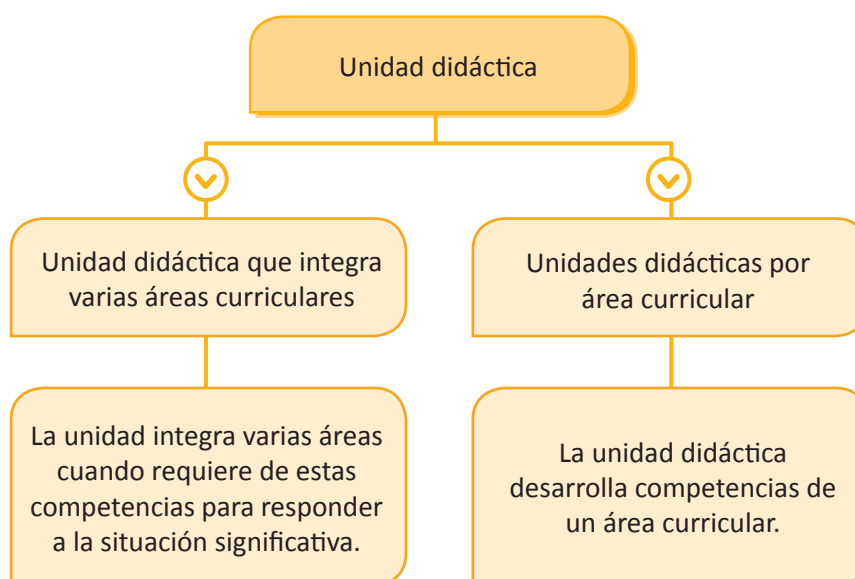 Unidad didáctica
Unidad didáctica que integra
varias áreas curriculares
La unidad integra varias áreas
cuando requiere de estas
competencias para responder
a la situación significativa.
Unidades didácticas por
área curricular
La unidad didáctica
desarrolla competencias de
un área curricular.